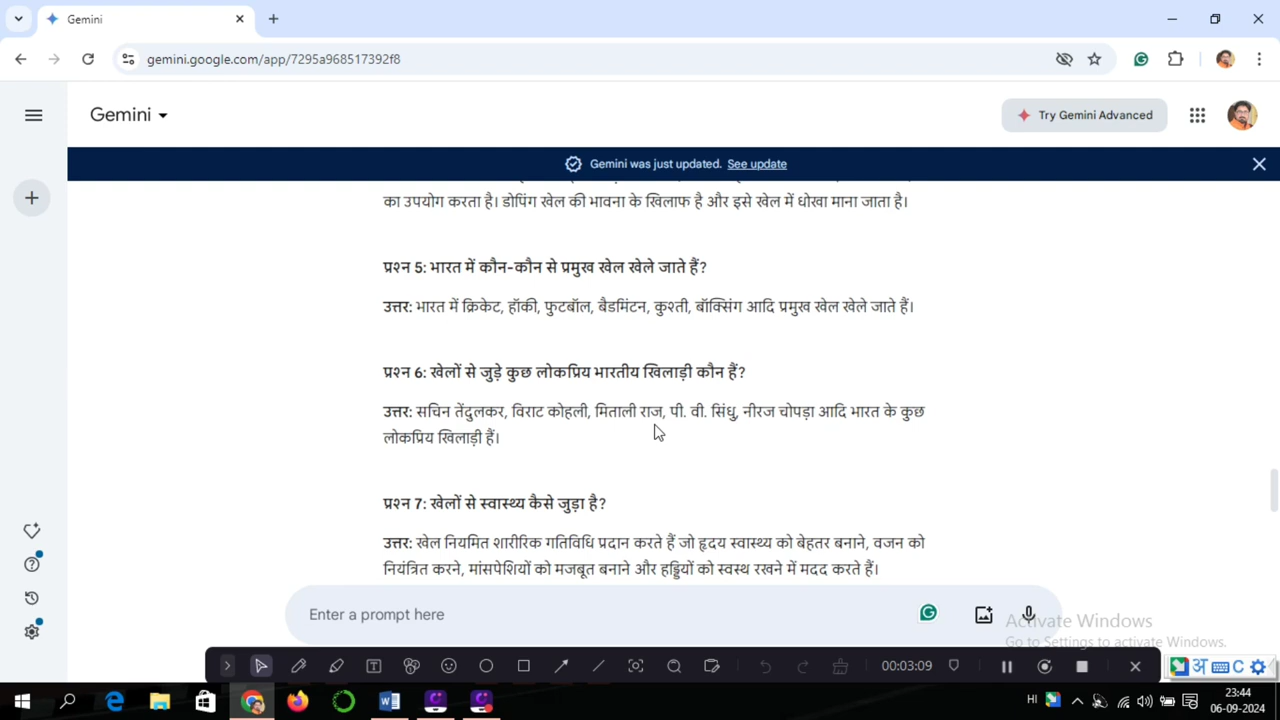 Gemini
gemini.google.com/app/7295a968517392f8
Gemini
Try Gemini Advanced
Gemini was just updated. See update
का उपयोग करता है। डोपिंग खेल की भावना के खिलाफ है और इसे खेल में धोखा माना जाता है।
प्रश्न 5: भारत में कौन-कौन से प्रमुख खेल खेले जाते हैं?
उत्तर: भारत में क्रिकेट, हॉकी, फुटबॉल, बैडमिंटन, कुश्ती, बॉक्सिंग आदि प्रमुख खेल खेले जाते हैं।
प्रश्न 6: खेलों से जुड़े कुछ लोकप्रिय भारतीय खिलाड़ी कौन हैं?
उत्तर: सचिन तेंदुलकर, विराट कोहली, मिताली राज, पी. वी. सिंधु, नीरज चोपड़ा आदि भारत के कुछ
लोकप्रिय खिलाड़ी हैं।
प्रश्न 7: खेलों से स्वास्थ्य कैसे जुड़ा है?
उत्तर: खेल नियमित शारीरिक गतिविधि प्रदान करते हैं जो हृदय स्वास्थ्य को बेहतर बनाने, वजन को
नियंत्रित करने, मांसपेशियों को मजबूत बनाने और हड्डियों को स्वस्थ रखने में मदद करते हैं।
Enter a prompt here
Activate Windows
Go to Settings to activate Windows.
00:03:09
अ
HI
23:44
06-09-2024